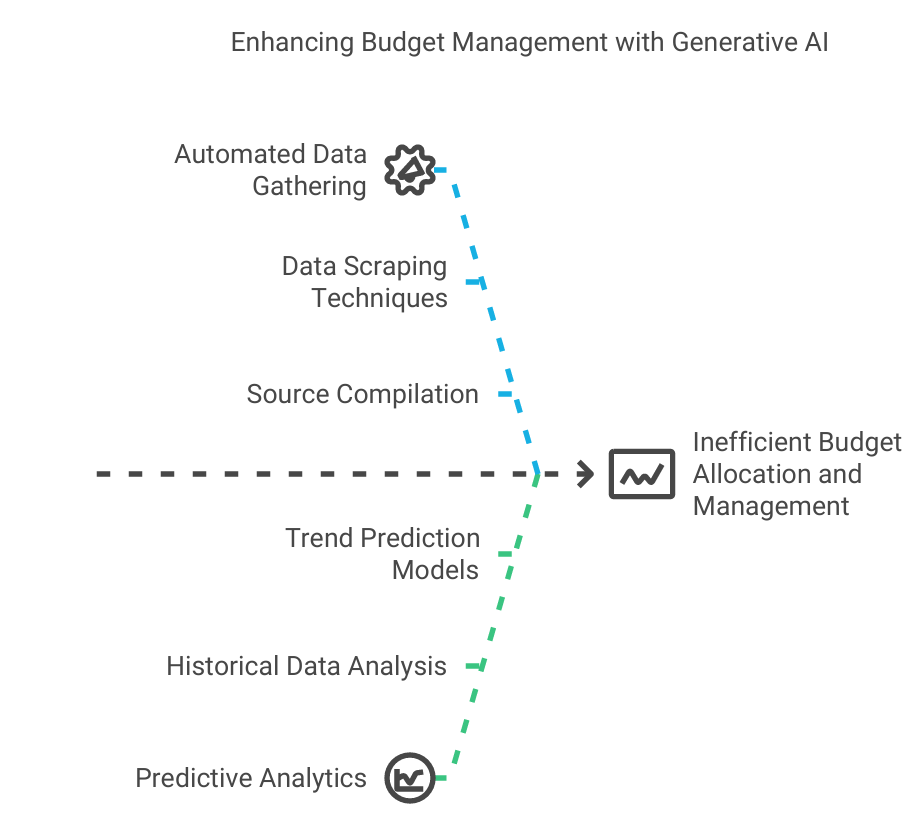 Enhancing Budget Management with Generative AI
Automated Data
Gathering
Data Scraping
Techniques
Source Compilation
Inefficient Budget
Allocation and
Management
Trend Prediction
Models
Historical Data Analysis
Predictive Analytics